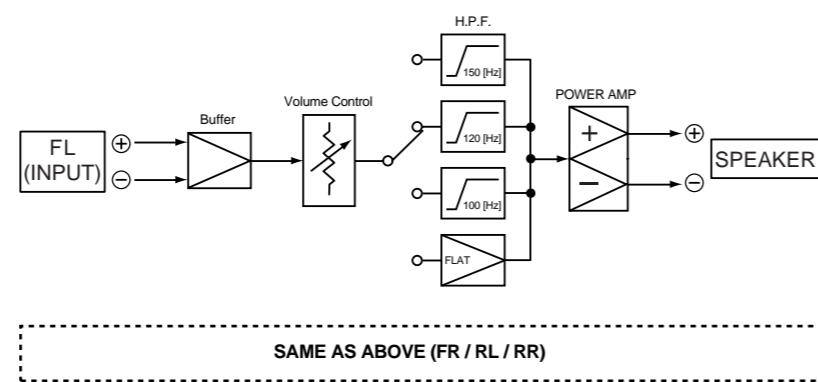 H.P.F.
150 [Hz]
Volume Control
POWER AMP
Buffer
120 [Hz]
FL
(INPUT)
+
−
+
−
+
−
SPEAKER
100 [Hz]
FLAT
SAME AS ABOVE (FR / RL / RR)